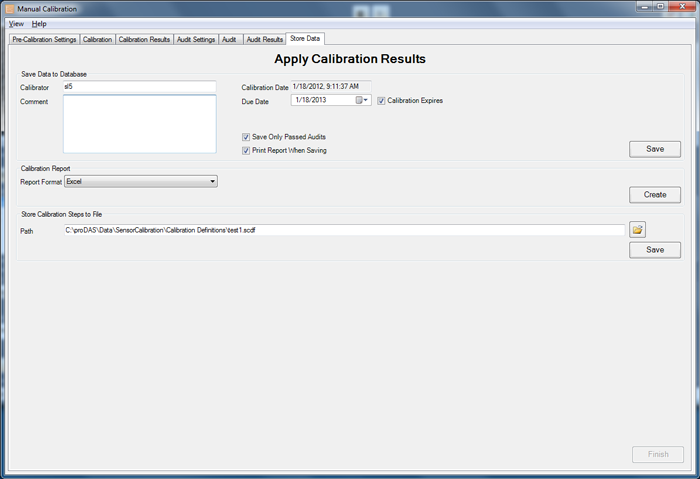 Manual Calibration
View Help
Pre-Calibration Settings Calibration Calibration Results Audit Settings Audit Audit Results Store Data
Apply Calibration Results
Save Data to Database
Calibrator sl5 Calibration Date 1/18/2012, 9:11:37 AM
Comment Due Date 1/18/2013 Calibration Expires
Save Only Passed Audits
Print Report When Saving Save
Calibration Report
Report Format Excel
Create
Store Calibration Steps to File
Path C:\proDAS\Data\SensorCalibration\Calibration Definitions\test1.scdf
Save
Finish